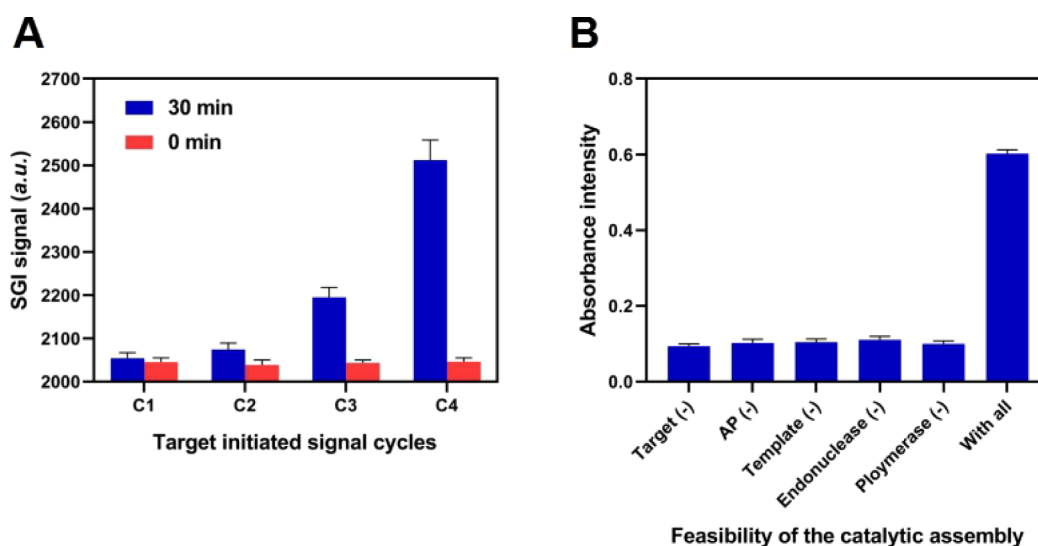 A
SGI signal (a.u.)
2700
2600
2500
2400
2300
2200
2100
2000
30 min
0 min
C1 C2 C3 C4
Target initiated signal cycles
B
Absorbance intensity
0.8
0.6
0.4
0.2
0.0
Target (-)
AP (-)
Template (-)
Endonuclease (-)
Ploymerase (-)
With all
Feasibility of the catalytic assembly